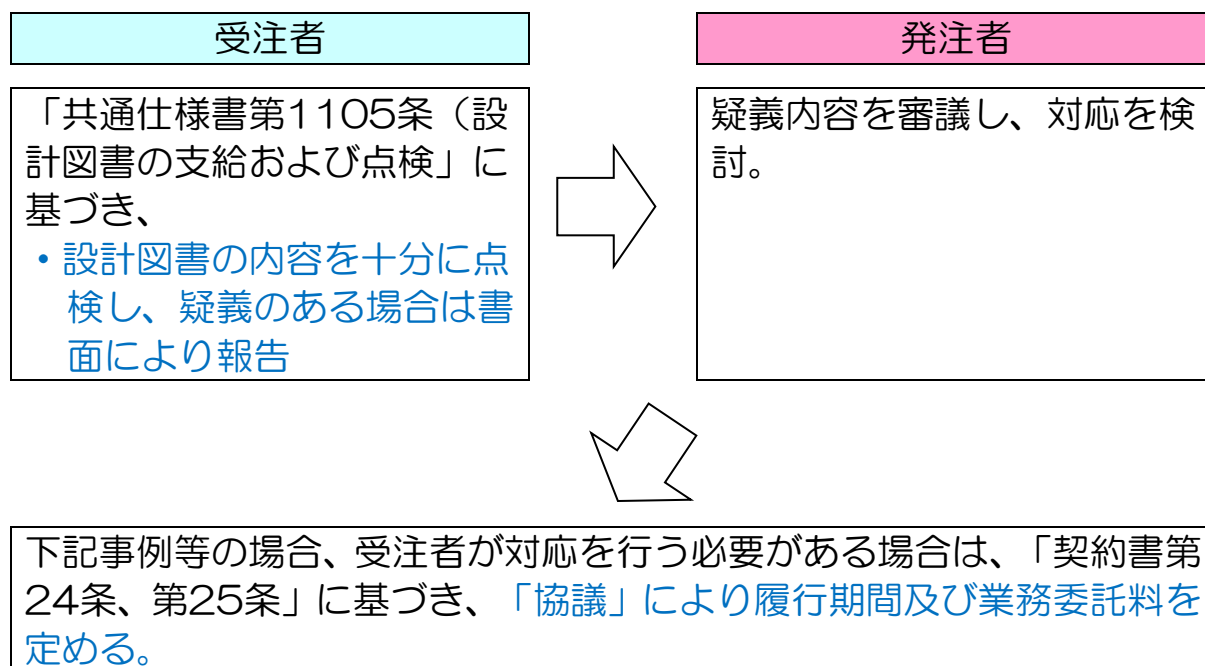 受注者
「共通仕様書第1105条（設
計図書の支給および点検」に
基づき、
・設計図書の内容を十分に点
検し、疑義のある場合は書
面により報告
発注者
疑義内容を審議し、対応を検
討。
下記事例等の場合、受注者が対応を行う必要がある場合は、「契約書第
24条、第25条」に基づき、「協議」により履行期間及び業務委託料を
定める。